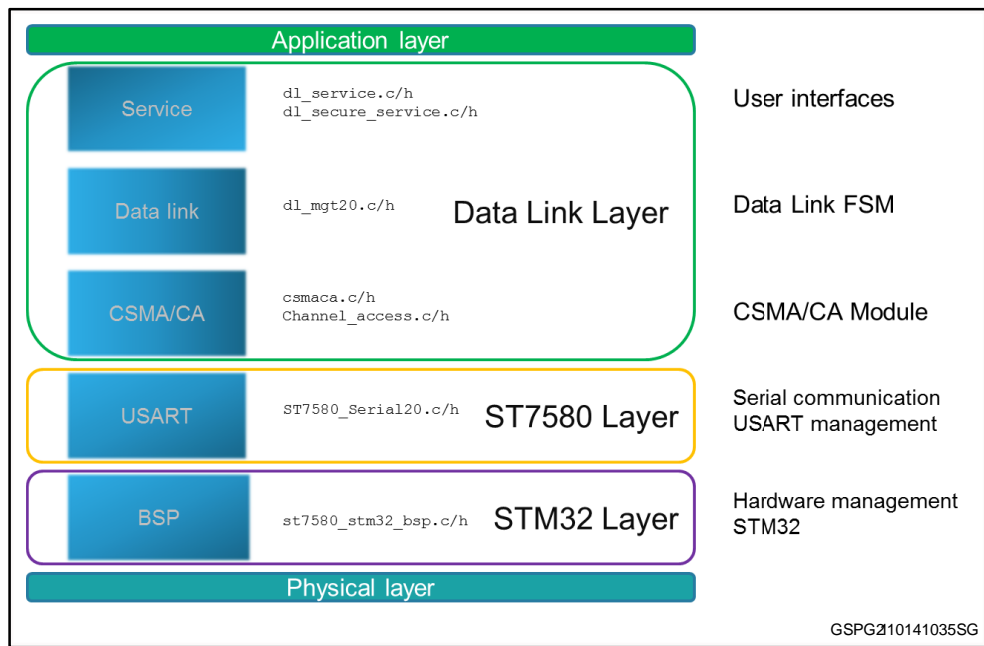 Application layer
Service
dl_service.c/h
dl_secure_service.c/h
User interfaces
Data link
dl_mgt20.c/h
Data Link Layer
Data Link FSM
CSMA/CA
csmaca.c/h
Channel_access.c/h
CSMA/CA Module
USART
ST7580_Serial20.c/h
ST7580 Layer
Serial communication
USART management
BSP
st7580_stm32_bsp.c/h
STM32 Layer
Hardware management
STM32
Physical layer
GSPG2110141035SG